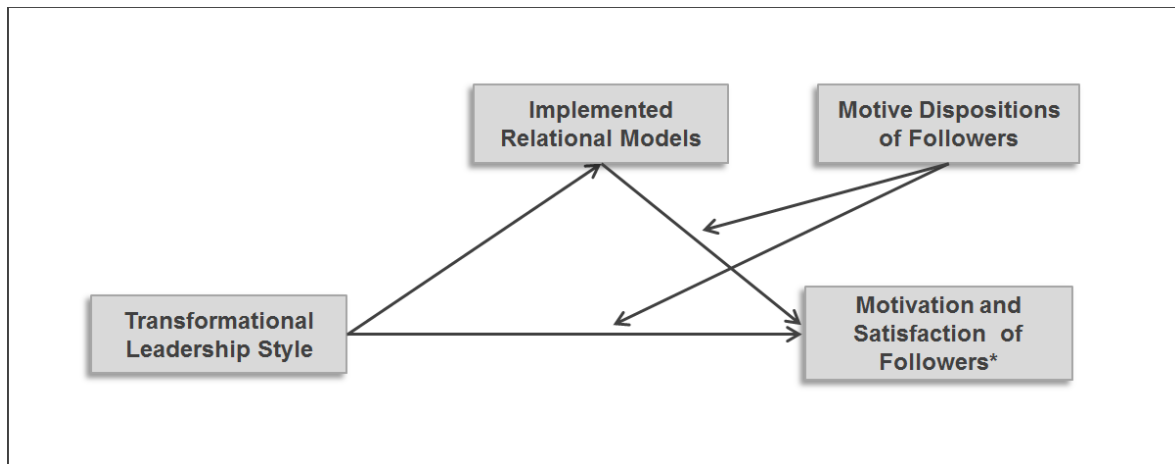 Implemented
Relational Models
Motive Dispositions
of Followers
Transformational
Leadership Style
Motivation and
Satisfaction of
Followers*